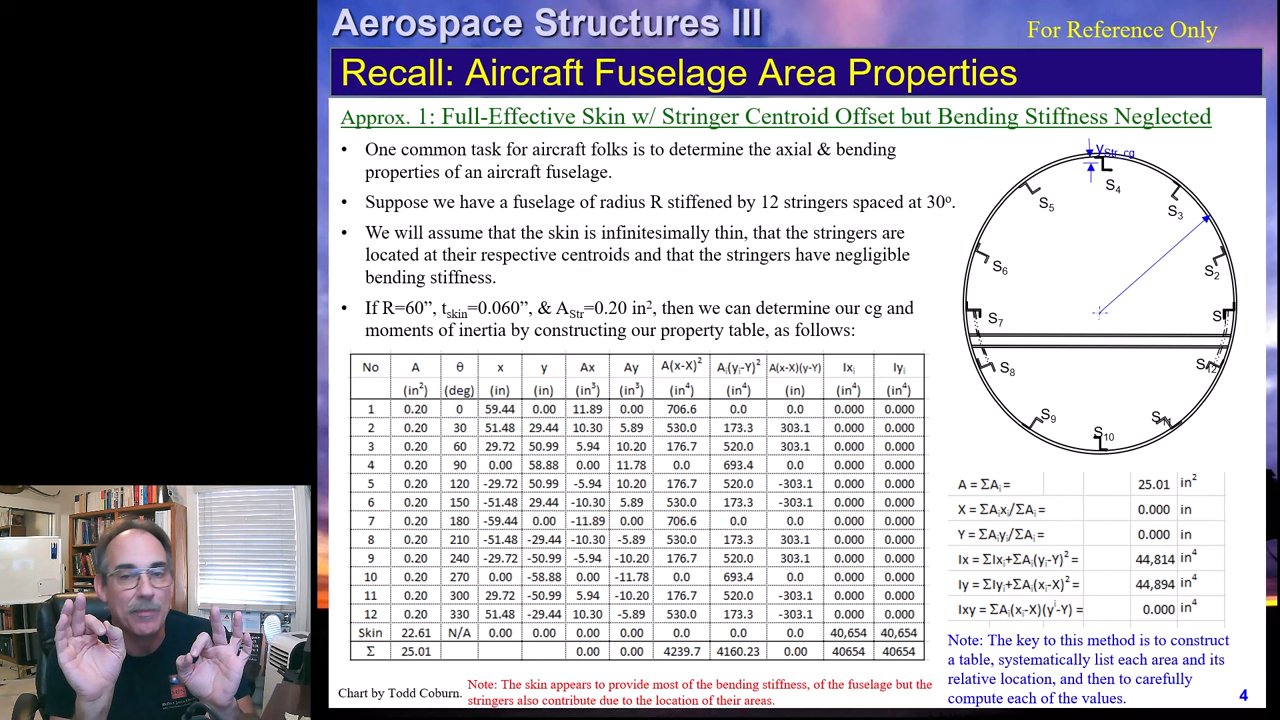 Aerospace Structures III
For Reference Only
Recall: Aircraft Fuselage Area Properties
Approx. 1: Full-Effective Skin w/ Stringer Centroid Offset but Bending Stiffness Neglected
• One common task for aircraft folks is to determine the axial & bending
properties of an aircraft fuselage.
• Suppose we have a fuselage of radius R stiffened by 12 stringers spaced at 30º.
• We will assume that the skin is infinitesimally thin, that the stringers are
located at their respective centroids and that the stringers have negligible
bending stiffness.
• If R=60”, tskin=0.060”, & AStr=0.20 in², then we can determine our cg and
moments of inertia by constructing our property table, as follows:
yStr-cg
S4
S5
S3
S6
S2
S7
S
S8
S12
S9
S10
No A θ x y Ax Ay A(x-X)² Aᵢ(yᵢ-Y)² A(x-X)(y-Y) Ixᵢ Iyᵢ
(in²) (deg) (in) (in) (in³) (in³) (in⁴) (in⁴) (in) (in⁴) (in⁴)
1 0.20 0 59.44 0.00 11.89 0.00 706.6 0.0 0.0 0.000 0.000
2 0.20 30 51.48 29.44 10.30 5.89 530.0 173.3 303.1 0.000 0.000
3 0.20 60 29.72 50.99 5.94 10.20 176.7 520.0 303.1 0.000 0.000
4 0.20 90 0.00 58.88 0.00 11.78 0.0 693.4 0.0 0.000 0.000
5 0.20 120 -29.72 50.99 -5.94 10.20 176.7 520.0 -303.1 0.000 0.000
6 0.20 150 -51.48 29.44 -10.30 5.89 530.0 173.3 -303.1 0.000 0.000
7 0.20 180 -59.44 0.00 -11.89 0.00 706.6 0.0 0.0 0.000 0.000
8 0.20 210 -51.48 -29.44 -10.30 -5.89 530.0 173.3 303.1 0.000 0.000
9 0.20 240 -29.72 -50.99 -5.94 -10.20 176.7 520.0 303.1 0.000 0.000
10 0.20 270 0.00 -58.88 0.00 -11.78 0.0 693.4 0.0 0.000 0.000
11 0.20 300 29.72 -50.99 5.94 -10.20 176.7 520.0 -303.1 0.000 0.000
12 0.20 330 51.48 -29.44 10.30 -5.89 530.0 173.3 -303.1 0.000 0.000
Skin 22.61 N/A 0.00 0.00 0.00 0.00 0.0 0.0 0.00 40,654 40,654
Σ 25.01 0.00 0.00 4239.7 4160.23 0.00 40654 40654
A = ΣAᵢ = 25.01 in²
X = ΣAᵢxᵢ/ΣAᵢ = 0.000 in
Y = ΣAᵢyᵢ/ΣAᵢ = 0.000 in
Ix = ΣIxᵢ+ΣAᵢ(yᵢ-Y)²= 44,814 in⁴
Iy = ΣIyᵢ+ΣAᵢ(xᵢ-X)²= 44,894 in⁴
Ixy = ΣAᵢ(xᵢ-X)(yⁱ-Y) = in⁴
Note: The key to this method is to construct
a table, systematically list each area and its
relative location, and then to carefully
compute each of the values.
Chart by Todd Coburn.
Note: The skin appears to provide most of the bending stiffness, of the fuselage but the
stringers also contribute due to the location of their areas.
4